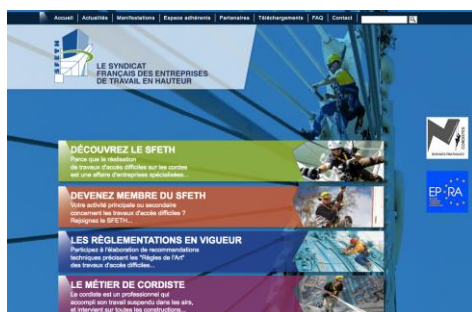 Accueil | Actualités | Manifestations | Espace adhérents | Partenaires | Téléchargements | FAQ | Contact
SFETH
LE SYNDICAT
FRANÇAIS DES ENTREPRISES
DE TRAVAIL EN HAUTEUR
DÉCOUVREZ LE SFETH
Parce que la réalisation
de travaux d'accès difficiles sur les cordes
est une affaire d'entreprises spécialisées...
DEVENEZ MEMBRE DU SFETH
Votre activité principale ou secondaire
concernent les travaux d'accès difficiles ?
Rejoignez le SFETH...
LES RÈGLEMENTATIONS EN VIGUEUR
Participez à l'élaboration de recommandations
techniques précisant les "Règles de l'Art"
des travaux d'accès difficiles...
LE MÉTIER DE CORDISTE
Le cordiste est un professionnel qui
accompli son travail suspendu dans les airs,
et intervient sur toutes les constructions...